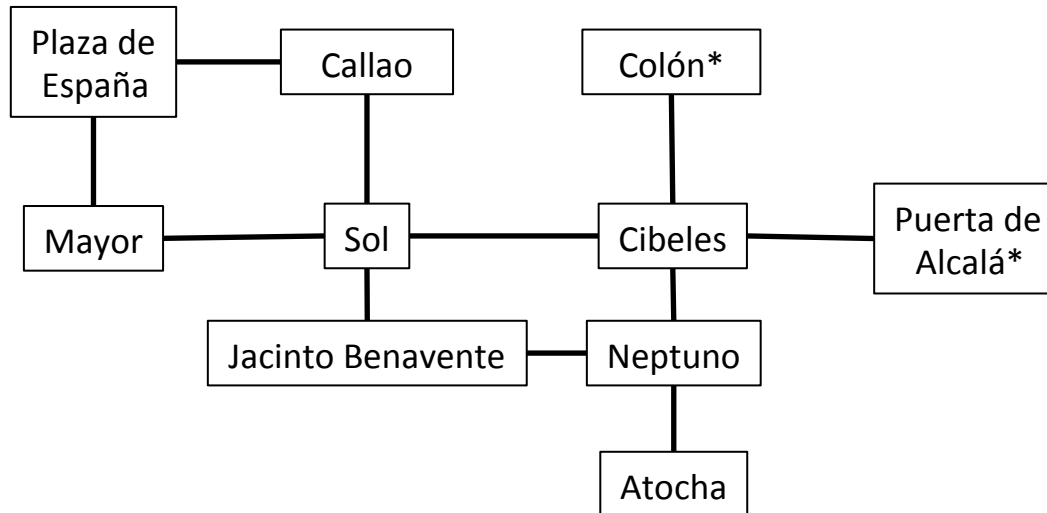 Plaza de
España
Callao
Colón*
Mayor
Sol
Cibeles
Puerta de
Alcalá*
Jacinto Benavente
Neptuno
Atocha